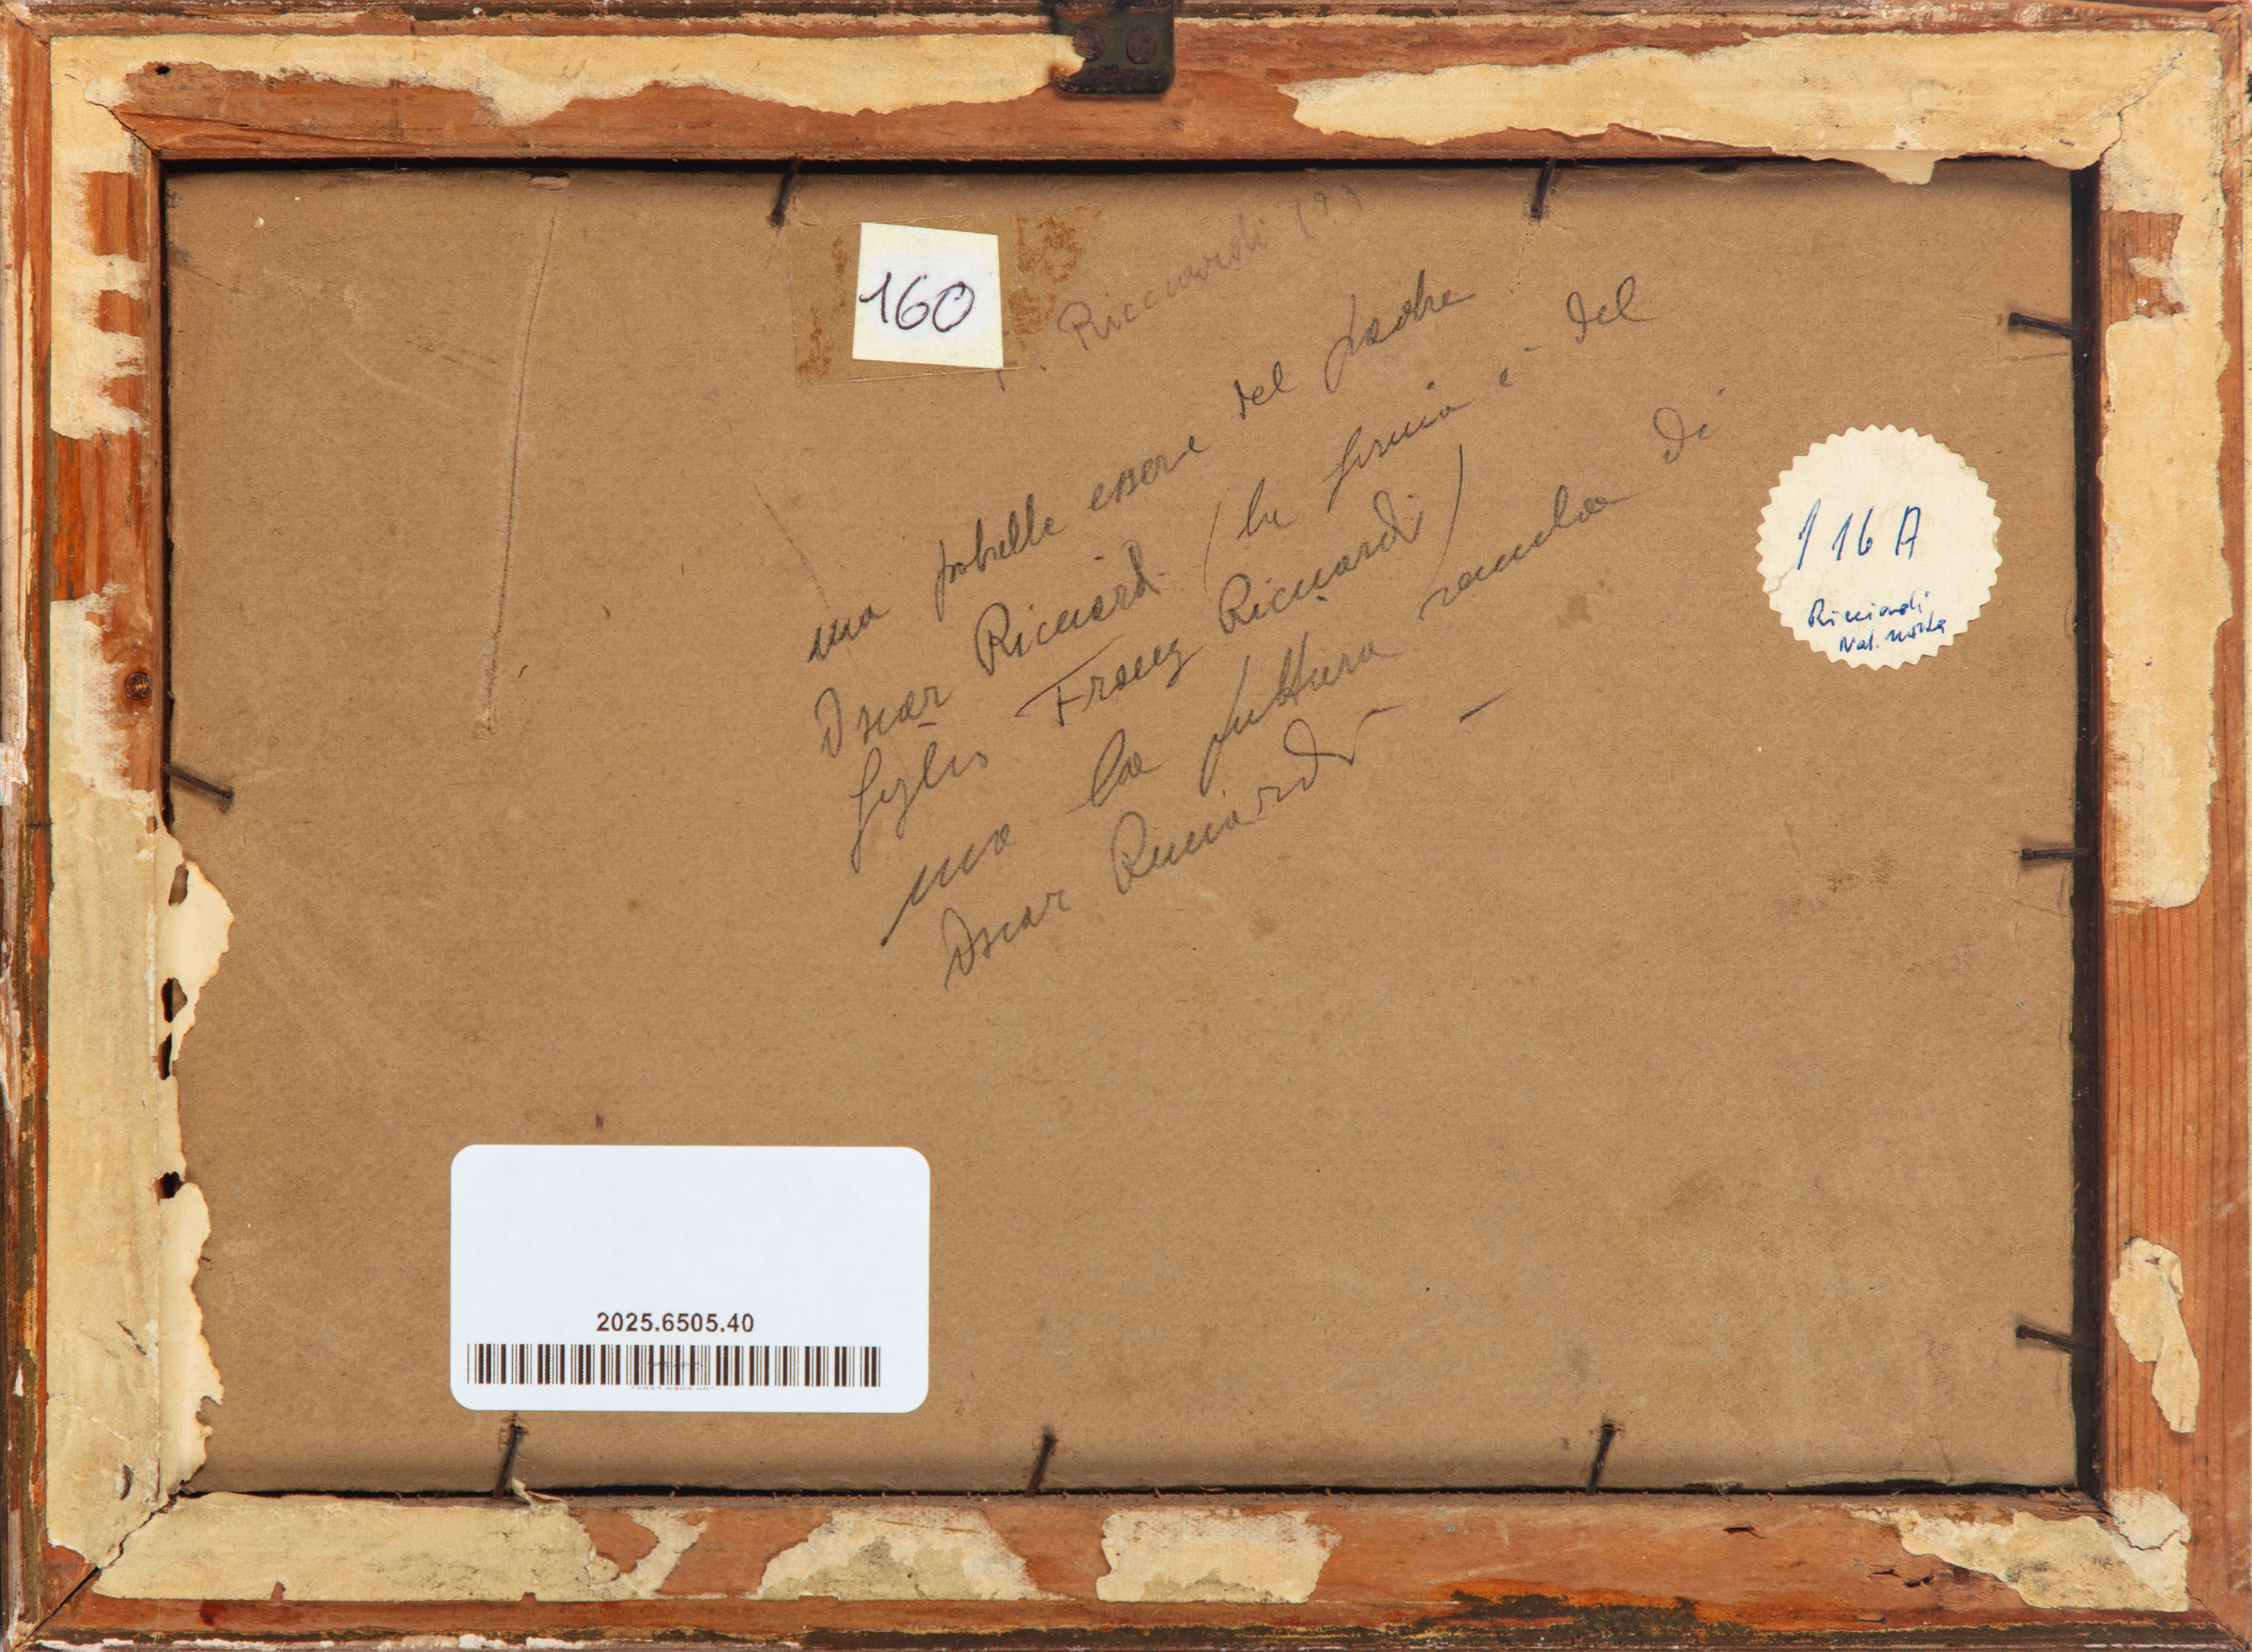 160
Ricciardi (?)
ma potrebbe essere del padre
Oscar Ricciardi (la firma è del
figlio Franz Ricciardi)
ma la pittura sembra di
Oscar Ricciardi –
116 A
Ricciardi
Nat. morta
2025.6505.40